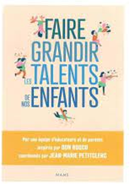 FAIRE
GRANDIR
LES TALENTS
DE NOS
ENFANTS
Par une équipe d'éducateurs et de parents
inspirés par DON BOSCO
coordonnée par JEAN-MARIE PETITCLERC
MAME